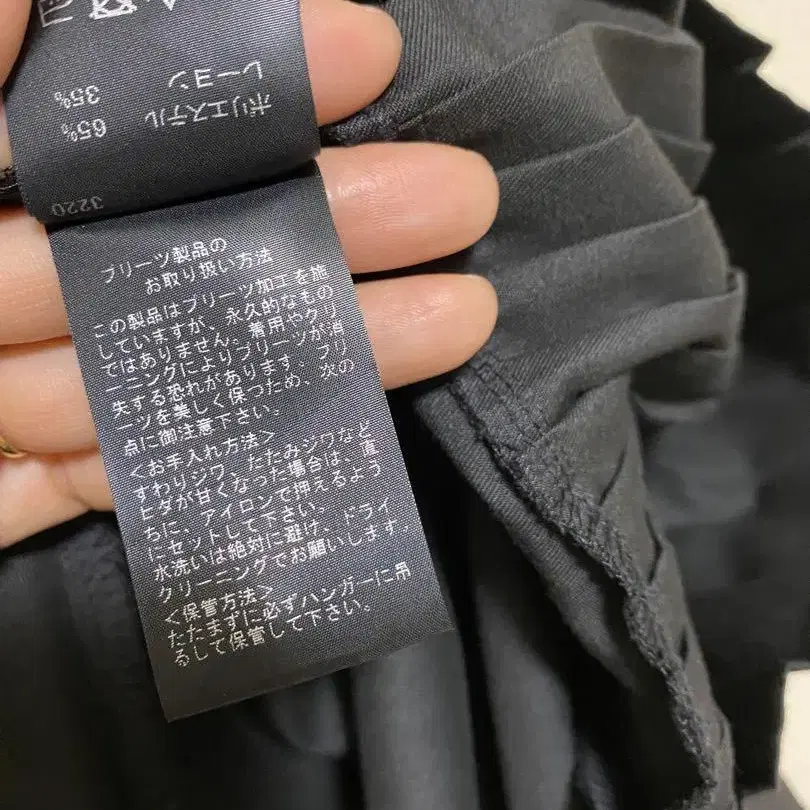 ポリエステル 65%
レーヨン 35%
3220
プリーツ製品の
お取り扱い方法
この製品はプリーツ加工を施
していますが、永久的なもの
ではありません。着用やクリ
ーニングによりプリーツが消
失する恐れがあります、プリ
ーツを美しく保つため、次の
点に御注意下さい。
<お手入れ方法>
すわりジワ、たたみジワなど
ヒダが甘くなった場合は、直
ちに、アイロンで押えるよう
にセットして下さい。
水洗いは絶対に避け、ドライ
クリーニングでお願いします。
<保管方法>
たたまずに必ずハンガーに吊
るして保管して下さい。